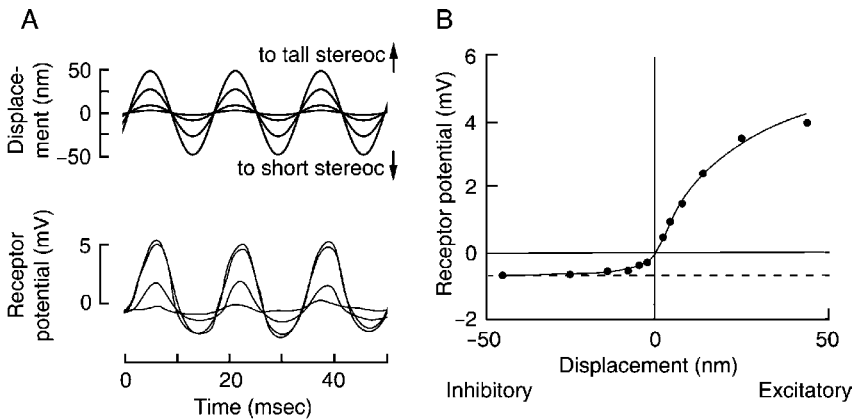 A
to tall stereoc
Displace-
ment (nm)
50
0
−50
to short stereoc
Receptor
potential (mV)
5
0
0
20
40
Time (msec)
B
Receptor potential (mV)
6
4
2
0
−2
−50
0
50
Displacement (nm)
Inhibitory
Excitatory